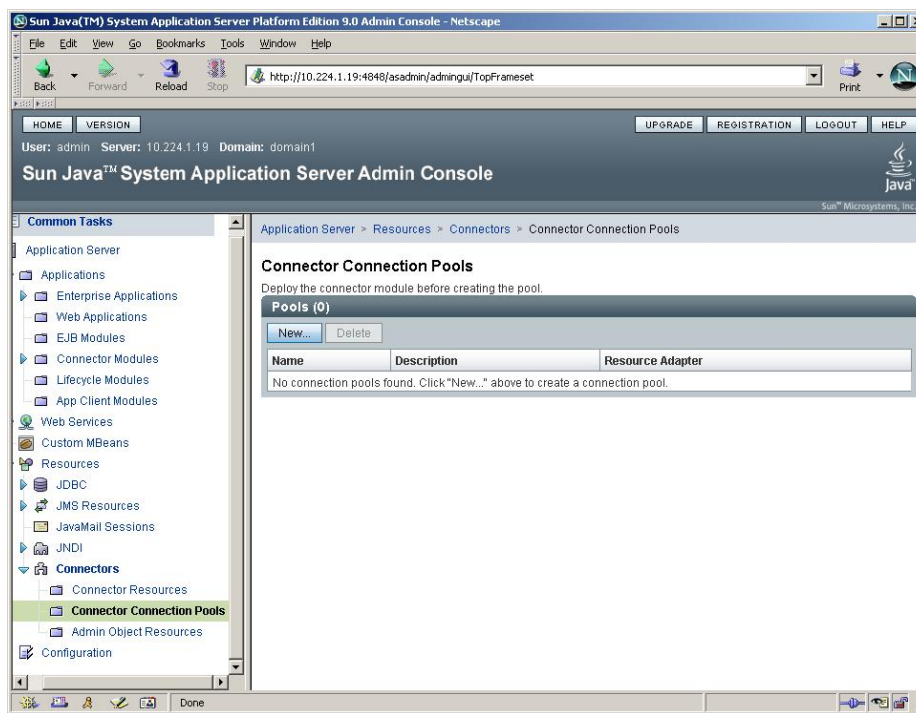 Sun Java(TM) System Application Server Platform Edition 9.0 Admin Console - Netscape
File Edit View Go Bookmarks Tools Window Help
Back Forward Reload Stop http://10.224.1.19:4848/asadmin/admingui/TopFrameset Print N
HOME VERSION UPGRADE REGISTRATION LOGOUT HELP
User: admin Server: 10.224.1.19 Domain: domain1
Sun Java™ System Application Server Admin Console
Java
Sun™ Microsystems, Inc.
Common Tasks
Application Server
Applications
Enterprise Applications
Web Applications
EJB Modules
Connector Modules
Lifecycle Modules
App Client Modules
Web Services
Custom MBeans
Resources
JDBC
JMS Resources
JavaMail Sessions
JNDI
Connectors
Connector Resources
Connector Connection Pools
Admin Object Resources
Configuration
Application Server > Resources > Connectors > Connector Connection Pools
Connector Connection Pools
Deploy the connector module before creating the pool.
Pools (0)
New... Delete
Name Description Resource Adapter
No connection pools found. Click "New..." above to create a connection pool.
Done